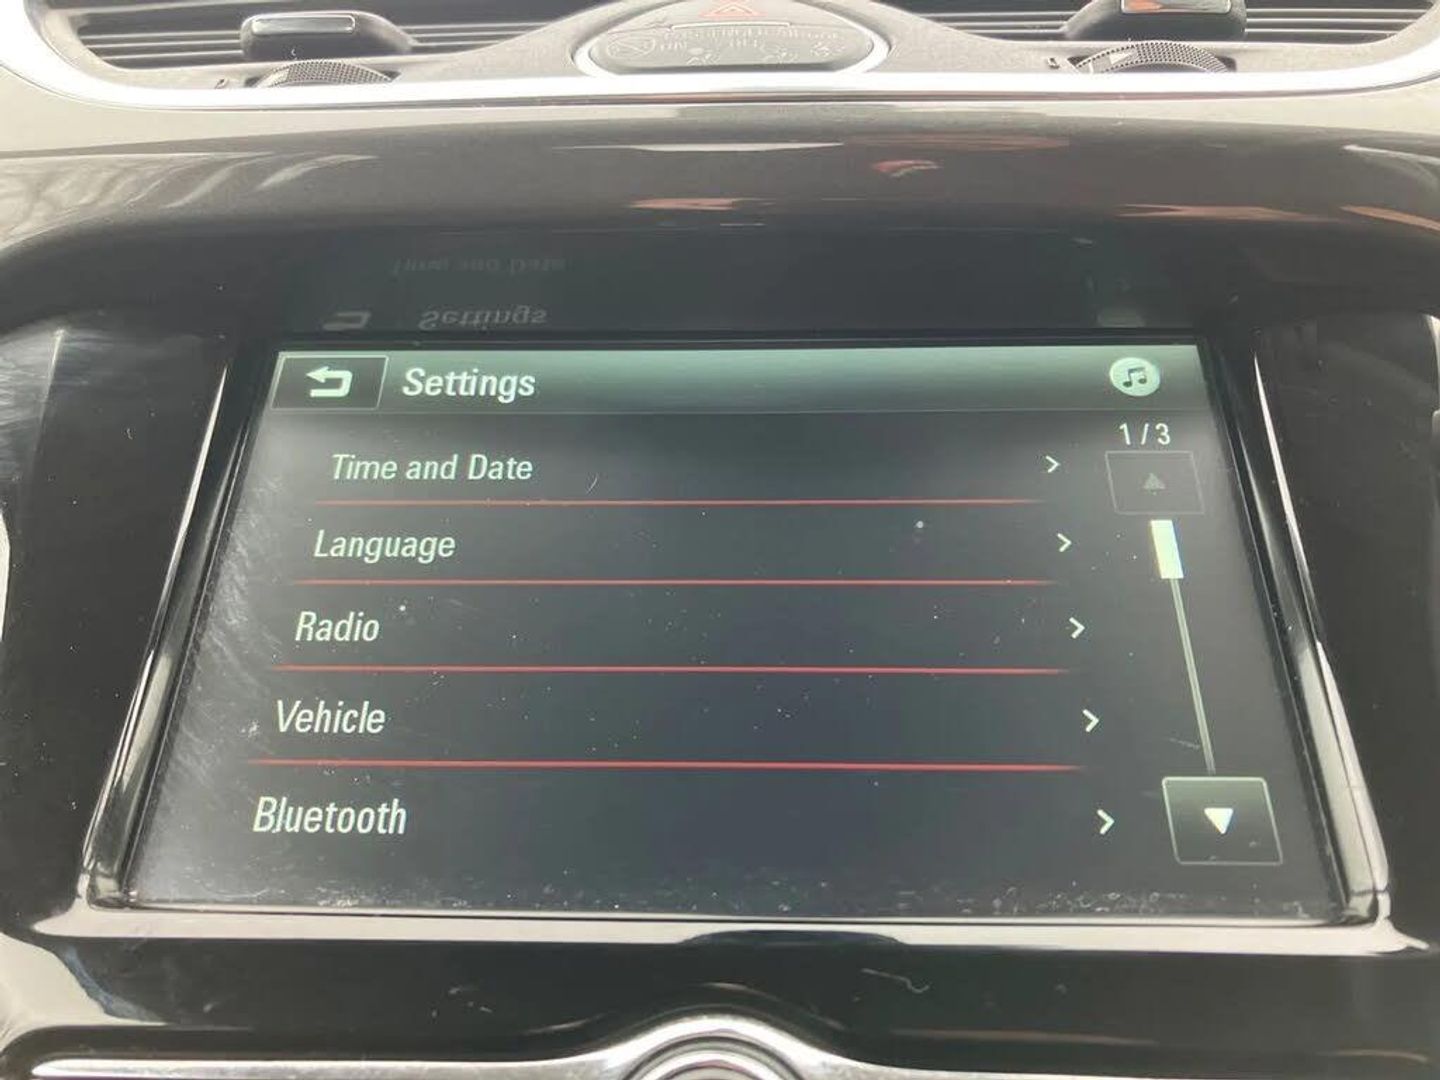 Settings
1 / 3
Time and Date
Language
Radio
Vehicle
Bluetooth